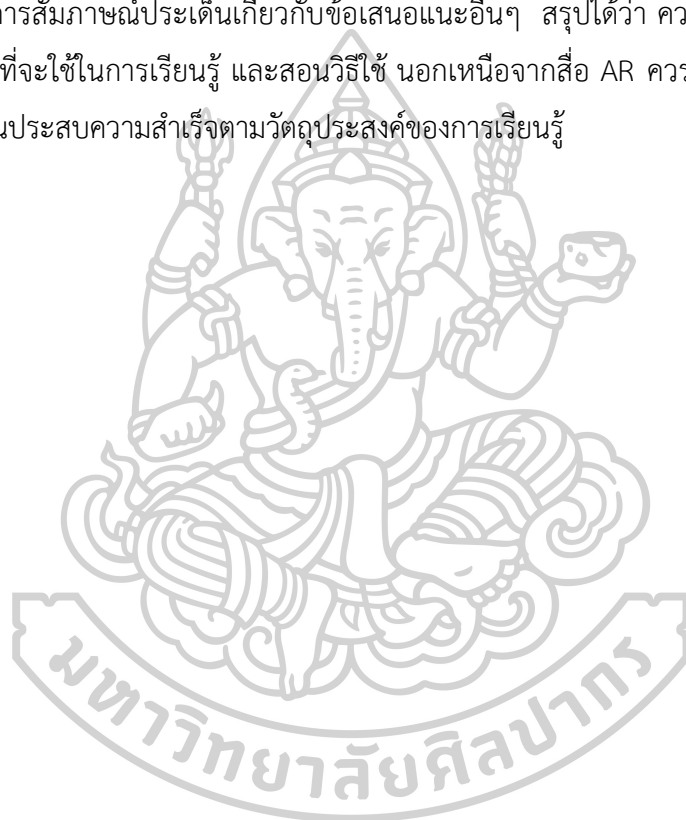 การสัมภาษณ์ประเด็นเกี่ยวกับข้อเสนอแนะอื่นๆ สรุปได้ว่า
ที่จะใช้ในการเรียนรู้ และสอนวิธีใช้ นอกเหนือจากสื่อ AR ควร
ประสบความสำเร็จตามวัตถุประสงค์ของการเรียนรู้
มหาวิทยาลัยศิลปากร